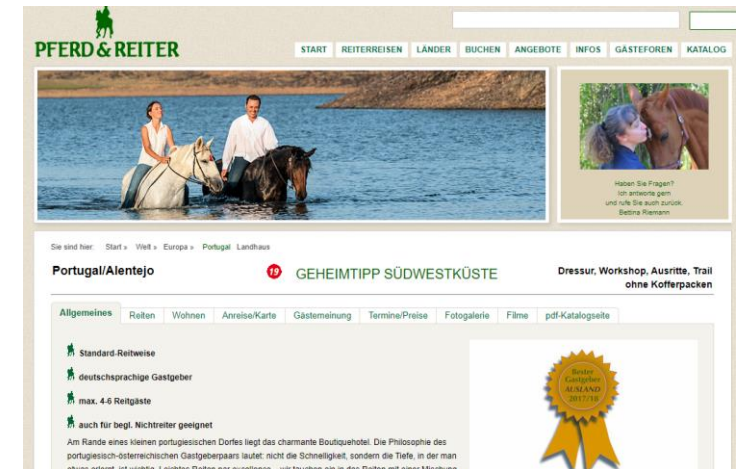 PFERD & REITER
START REITERREISEN LÄNDER BUCHEN ANGEBOTE INFOS GÄSTEFOREN KATALOG
Haben Sie Fragen?
Ich antworte gern
und rufe Sie auch zurück.
Bettina Riemann
Sie sind hier: Start » Welt » Europa » Portugal Landhaus
Portugal/Alentejo 19 GEHEIMTIPP SÜDWESTKÜSTE Dressur, Workshop, Ausritte, Trail
ohne Kofferpacken
Allgemeines Reiten Wohnen Anreise/Karte Gästemeinung Termine/Preise Fotogalerie Filme pdf-Katalogseite
Standard-Reitweise
deutschsprachige Gastgeber
max. 4-6 Reitgäste
auch für begl. Nichtreiter geeignet
Bester
Gastgeber
AUSLAND
2017/18
Am Rande eines kleinen portugiesischen Dorfes liegt das charmante Boutiquehotel. Die Philosophie des
portugiesisch-österreichischen Gastgeberpaars lautet: nicht die Schnelligkeit, sondern die Tiefe, in der man